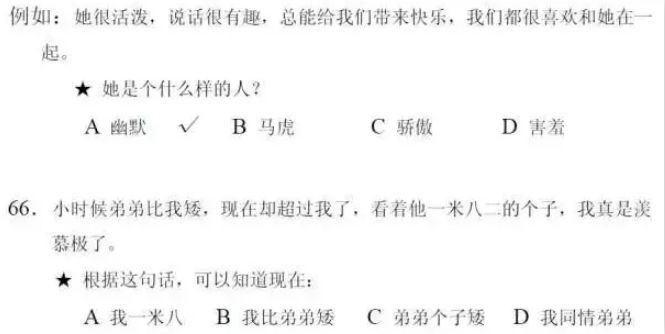 例如：她很活泼，说话很有趣，总能给我们带来快乐，我们都很喜欢和她在一
起。
★ 她是个什么样的人？
A 幽默 ✓ B 马虎 C 骄傲 D 害羞
66. 小时候弟弟比我矮，现在却超过我了，看着他一米八二的个子，我真是羡
慕极了。
★ 根据这句话，可以知道现在：
A 我一米八 B 我比弟弟矮 C 弟弟个子矮 D 我同情弟弟